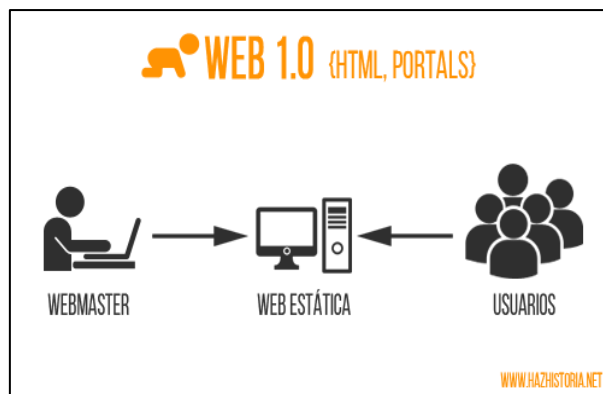 WEB 1.0 {HTML, PORTALS}
WEBMASTER
WEB ESTÁTICA
USUARIOS
WWW.HAZHISTORIA.NET